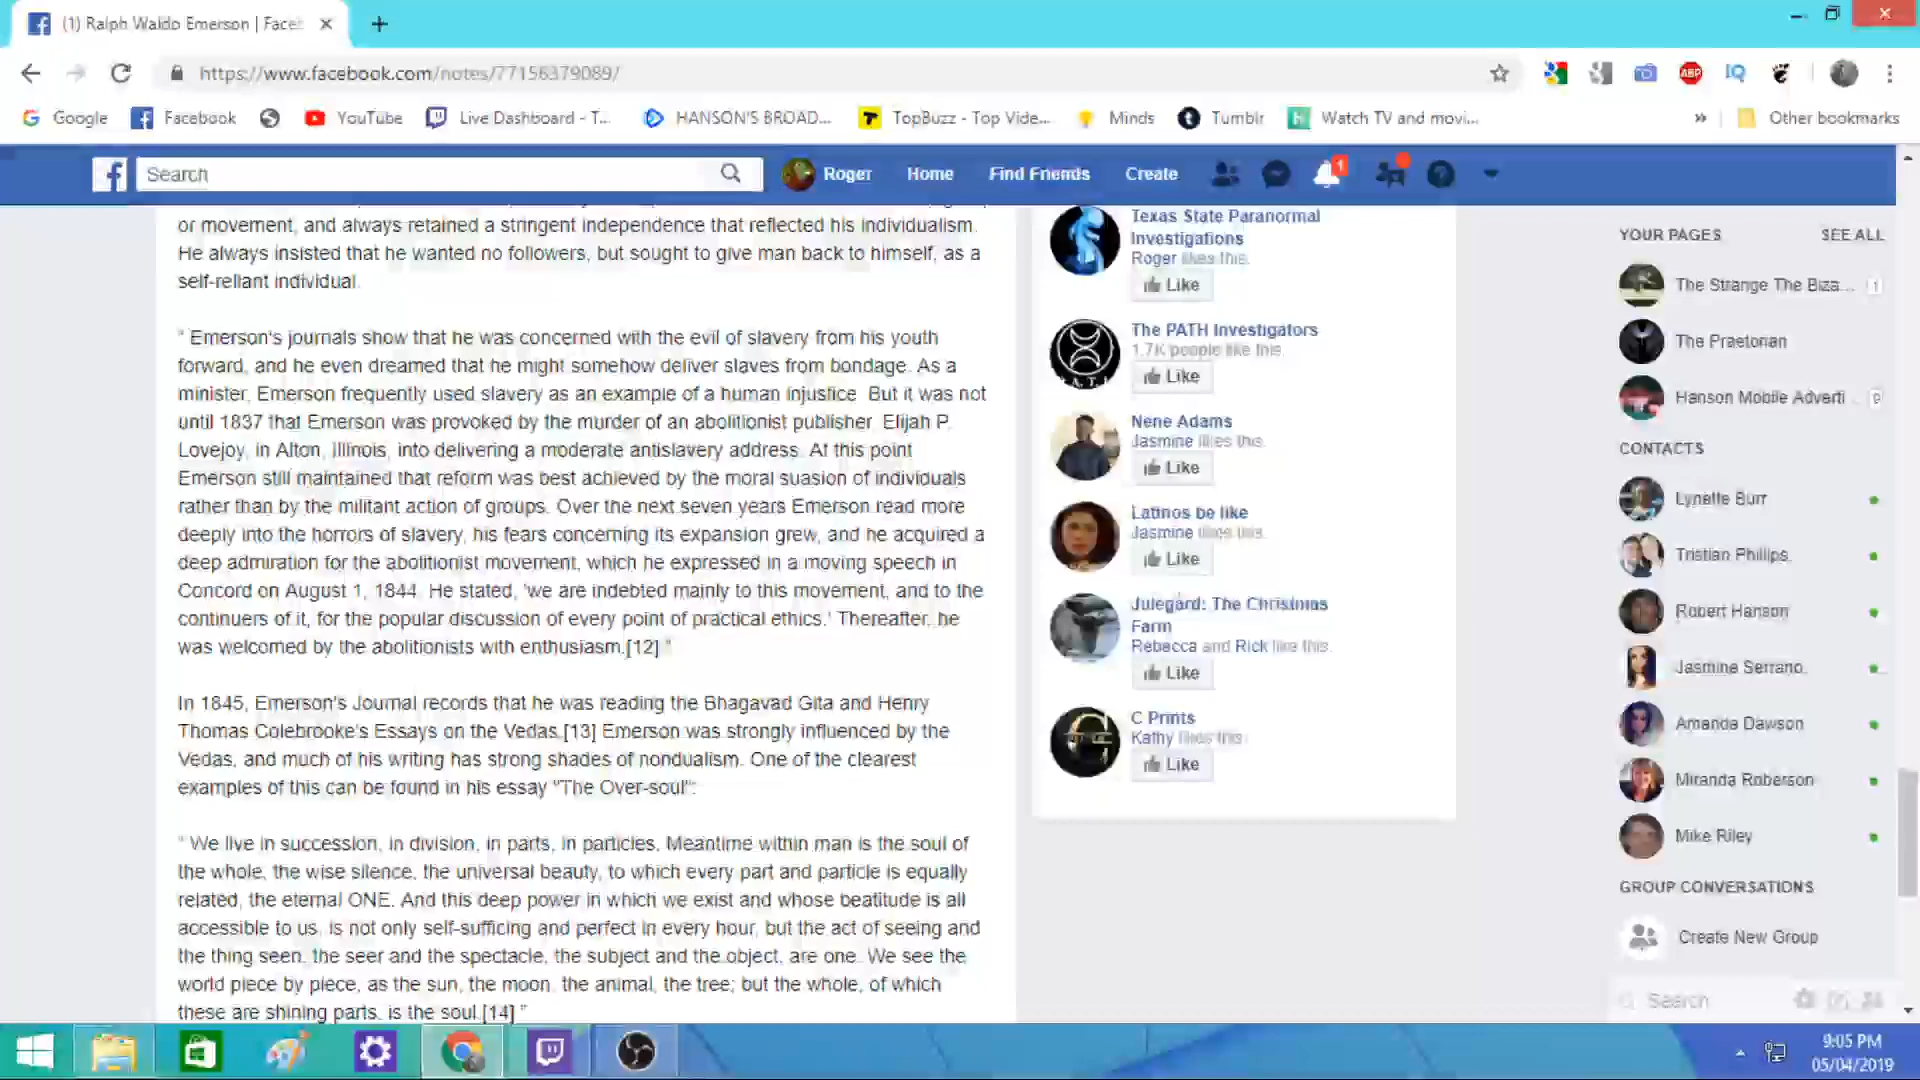 (1) Ralph Waldo Emerson | Face
https://www.facebook.com/notes/77156379089/
Google
Facebook
YouTube
Live Dashboard - T...
HANSON'S BROAD...
TopBuzz - Top Vide...
Minds
Tumblr
Watch TV and movi...
Other bookmarks
Search
Roger
Home
Find Friends
Create
1
or movement, and always retained a stringent independence that reflected his individualism.
He always insisted that he wanted no followers, but sought to give man back to himself, as a
self-reliant individual.
" Emerson's journals show that he was concerned with the evil of slavery from his youth
forward, and he even dreamed that he might somehow deliver slaves from bondage. As a
minister, Emerson frequently used slavery as an example of a human injustice. But it was not
until 1837 that Emerson was provoked by the murder of an abolitionist publisher, Elijah P.
Lovejoy, in Alton, Illinois, into delivering a moderate antislavery address. At this point
Emerson still maintained that reform was best achieved by the moral suasion of individuals
rather than by the militant action of groups. Over the next seven years Emerson read more
deeply into the horrors of slavery, his fears concerning its expansion grew, and he acquired a
deep admiration for the abolitionist movement, which he expressed in a moving speech in
Concord on August 1, 1844. He stated, 'we are indebted mainly to this movement, and to the
continuers of it, for the popular discussion of every point of practical ethics.' Thereafter, he
was welcomed by the abolitionists with enthusiasm.[12] "
In 1845, Emerson's Journal records that he was reading the Bhagavad Gita and Henry
Thomas Colebrooke's Essays on the Vedas.[13] Emerson was strongly influenced by the
Vedas, and much of his writing has strong shades of nondualism. One of the clearest
examples of this can be found in his essay "The Over-soul":
" We live in succession, in division, in parts, in particles. Meantime within man is the soul of
the whole; the wise silence; the universal beauty, to which every part and particle is equally
related, the eternal ONE. And this deep power in which we exist and whose beatitude is all
accessible to us, is not only self-sufficing and perfect in every hour, but the act of seeing and
the thing seen, the seer and the spectacle, the subject and the object, are one. We see the
world piece by piece, as the sun, the moon, the animal, the tree; but the whole, of which
these are shining parts, is the soul.[14] "
Texas State Paranormal
Investigations
Roger likes this.
Like
The PATH Investigators
1.7K people like this.
Like
Nene Adams
Jasmine likes this.
Like
Latinos be like
Jasmine likes this.
Like
Julegard: The Christmas
Farm
Rebecca and Rick like this.
Like
C Prints
Kathy likes this.
Like
YOUR PAGES
SEE ALL
The Strange The Biza...
1
The Praetorian
Hanson Mobile Adverti...
9
CONTACTS
Lynette Burr
Tristian Phillips
Robert Hanson
Jasmine Serrano
Amanda Dawson
Miranda Roberson
Mike Riley
GROUP CONVERSATIONS
Create New Group
Search
9:05 PM
05/04/2019